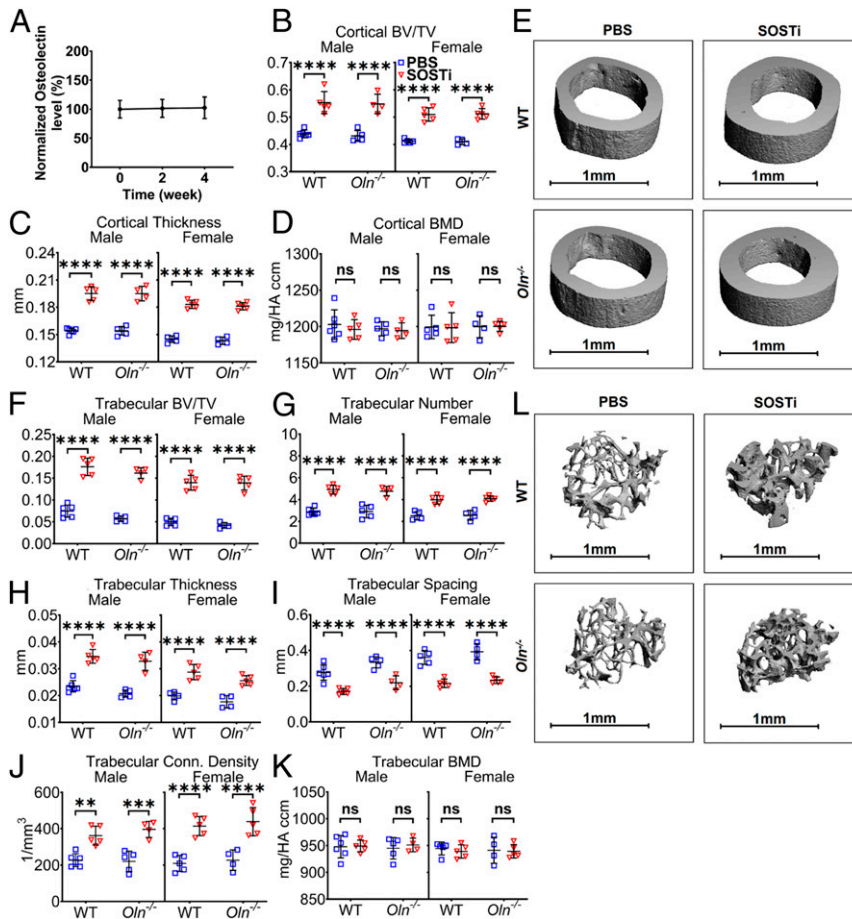 A
Normalized Osteolectin
level (%)
200
150
100
50
0
0 2 4
Time (week)
B
Cortical BV/TV
Male Female
PBS
SOSTi
**** **** **** ****
0.7
0.6
0.5
0.4
0.3
WT Oln-/- WT Oln-/-
C
Cortical Thickness
Male Female
**** **** **** ****
mm
0.24
0.21
0.18
0.15
0.12
WT Oln-/- WT Oln-/-
D
Cortical BMD
Male Female
ns ns ns ns
mg/HA ccm
1300
1250
1200
1150
1100
WT Oln-/- WT Oln-/-
E
PBS SOSTi
WT
1mm 1mm
Oln-/-
1mm 1mm
F
Trabecular BV/TV
Male Female
**** **** **** ****
0.25
0.20
0.15
0.10
0.05
0.00
WT Oln-/- WT Oln-/-
G
Trabecular Number
Male Female
**** **** **** ****
10
8
6
4
2
0
WT Oln-/- WT Oln-/-
H
Trabecular Thickness
Male Female
**** **** **** ****
mm
0.05
0.04
0.03
0.02
0.01
WT Oln-/- WT Oln-/-
I
Trabecular Spacing
Male Female
**** **** **** ****
mm
0.6
0.4
0.2
0.0
WT Oln-/- WT Oln-/-
J
Trabecular Conn. Density
Male Female
** *** **** ****
1/mm3
600
400
200
0
WT Oln-/- WT Oln-/-
K
Trabecular BMD
Male Female
ns ns ns ns
mg/HA ccm
1050
1000
950
900
850
WT Oln-/- WT Oln-/-
L
PBS SOSTi
WT
1mm 1mm
Oln-/-
1mm 1mm